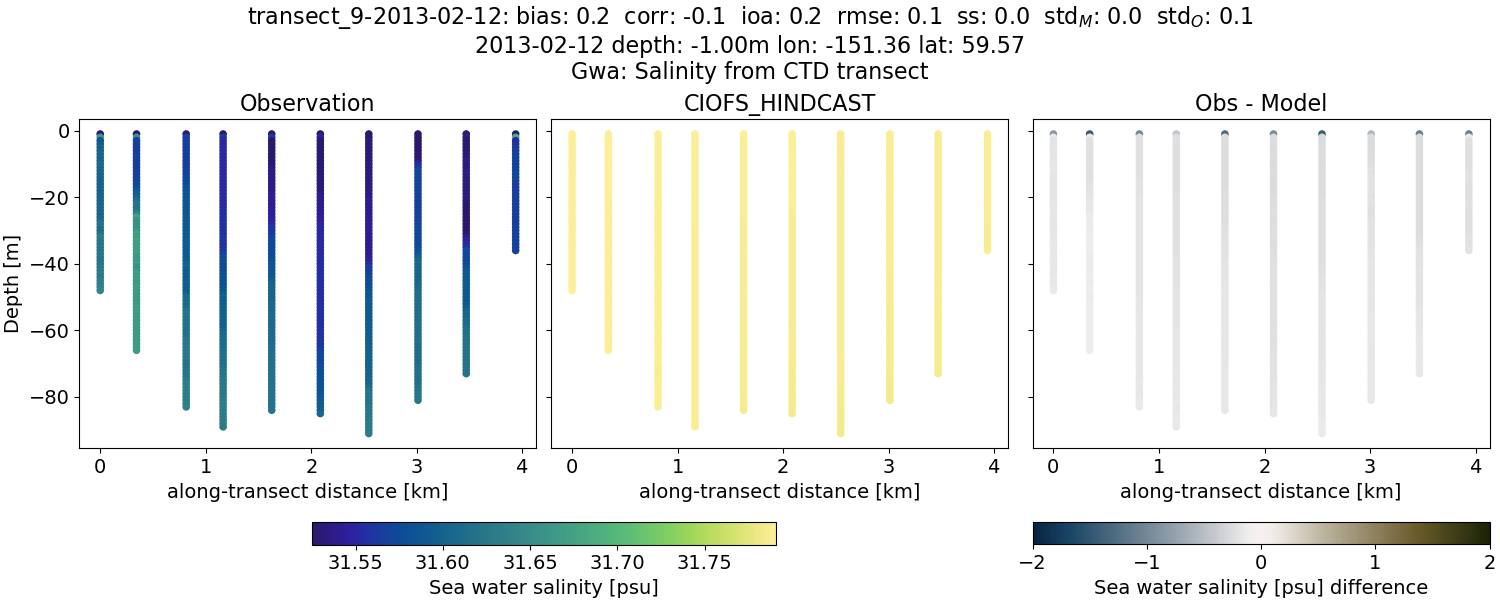 transect_9-2013-02-12: bias: 0.2 corr: -0.1 ioa: 0.2 rmse: 0.1 ss: 0.0 std_M: 0.0 std_O: 0.1
2013-02-12 depth: -1.00m lon: -151.36 lat: 59.57
Gwa: Salinity from CTD transect
Observation
CIOFS_HINDCAST
Obs - Model
0
−20
−40
−60
−80
Depth [m]
0 1 2 3 4
0 1 2 3 4
0 1 2 3 4
along-transect distance [km]
along-transect distance [km]
along-transect distance [km]
31.55 31.60 31.65 31.70 31.75
Sea water salinity [psu]
−2 −1 0 1 2
Sea water salinity [psu] difference